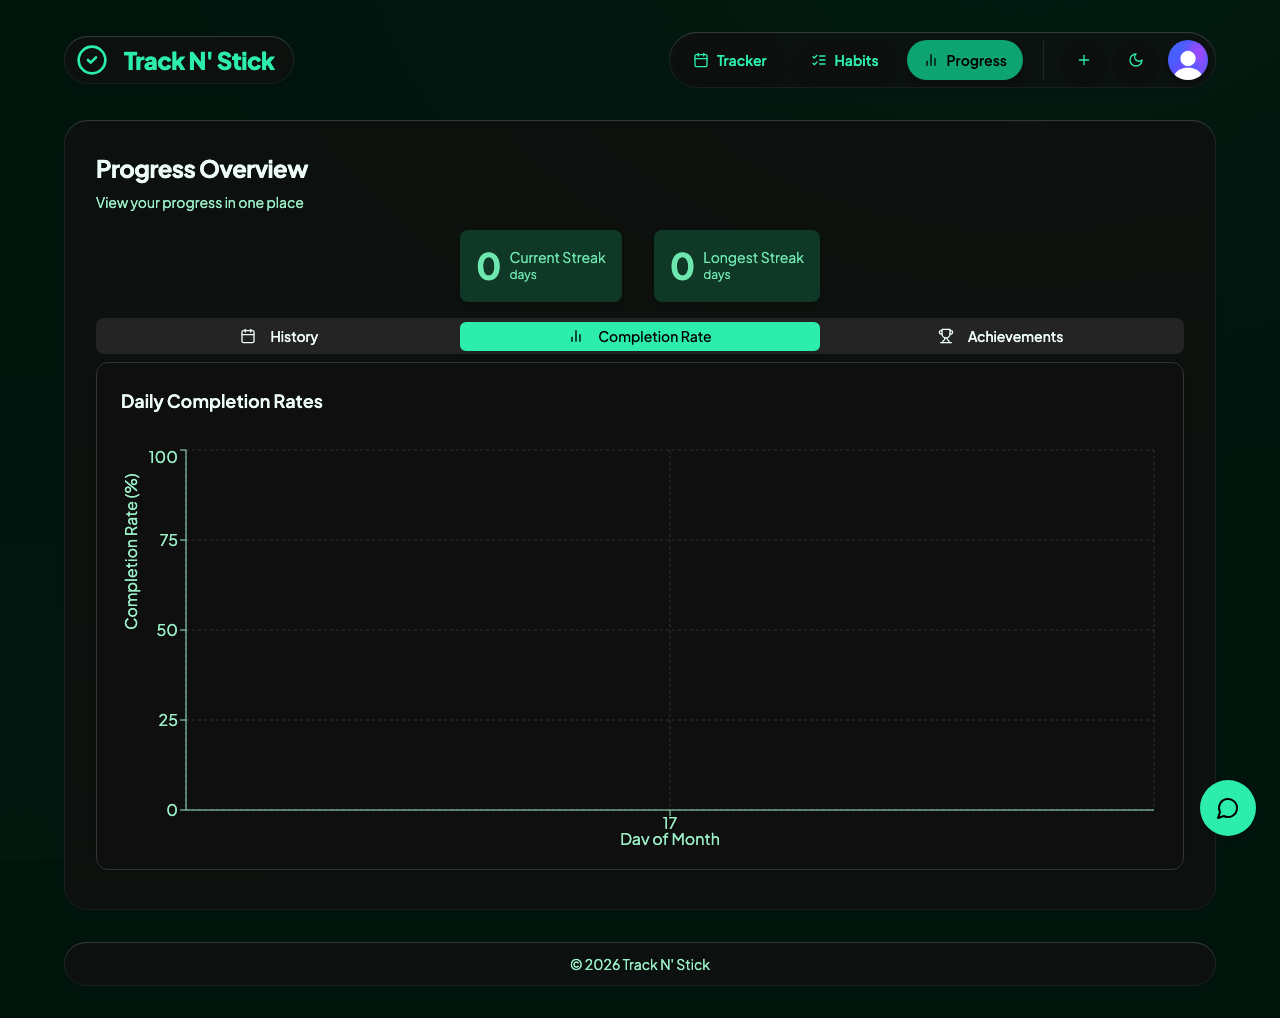 Track N' Stick
Tracker
Habits
Progress
Progress Overview
View your progress in one place
0
Current Streak
days
0
Longest Streak
days
History
Completion Rate
Achievements
Daily Completion Rates
Completion Rate (%)
100
75
50
25
0
17
Day of Month
© 2026 Track N' Stick